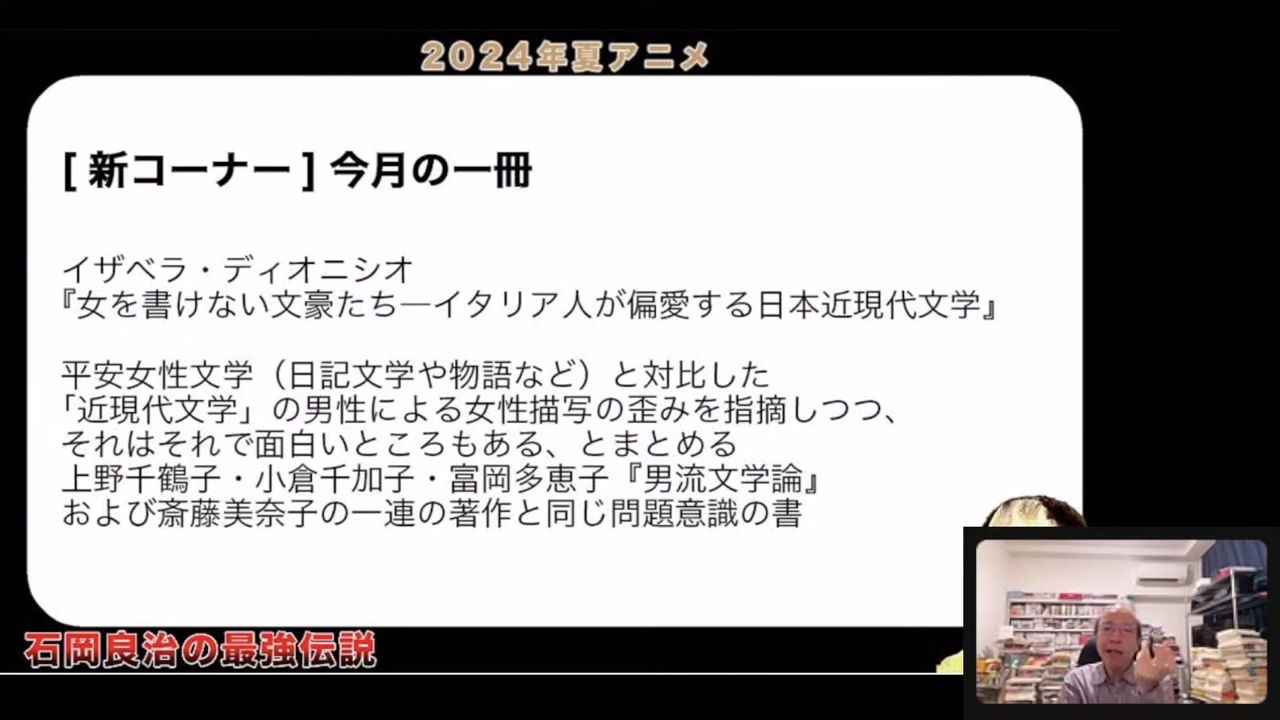 2024年夏アニメ
[ 新コーナー ] 今月の一冊
イザベラ・ディオニシオ
『女を書けない文豪たち―イタリア人が偏愛する日本近現代文学』
平安女性文学（日記文学や物語など）と対比した
「近現代文学」の男性による女性描写の歪みを指摘しつつ、
それはそれで面白いところもある、とまとめる
上野千鶴子・小倉千加子・富岡多恵子『男流文学論』
および斎藤美奈子の一連の著作と同じ問題意識の書
石岡良治の最強伝説